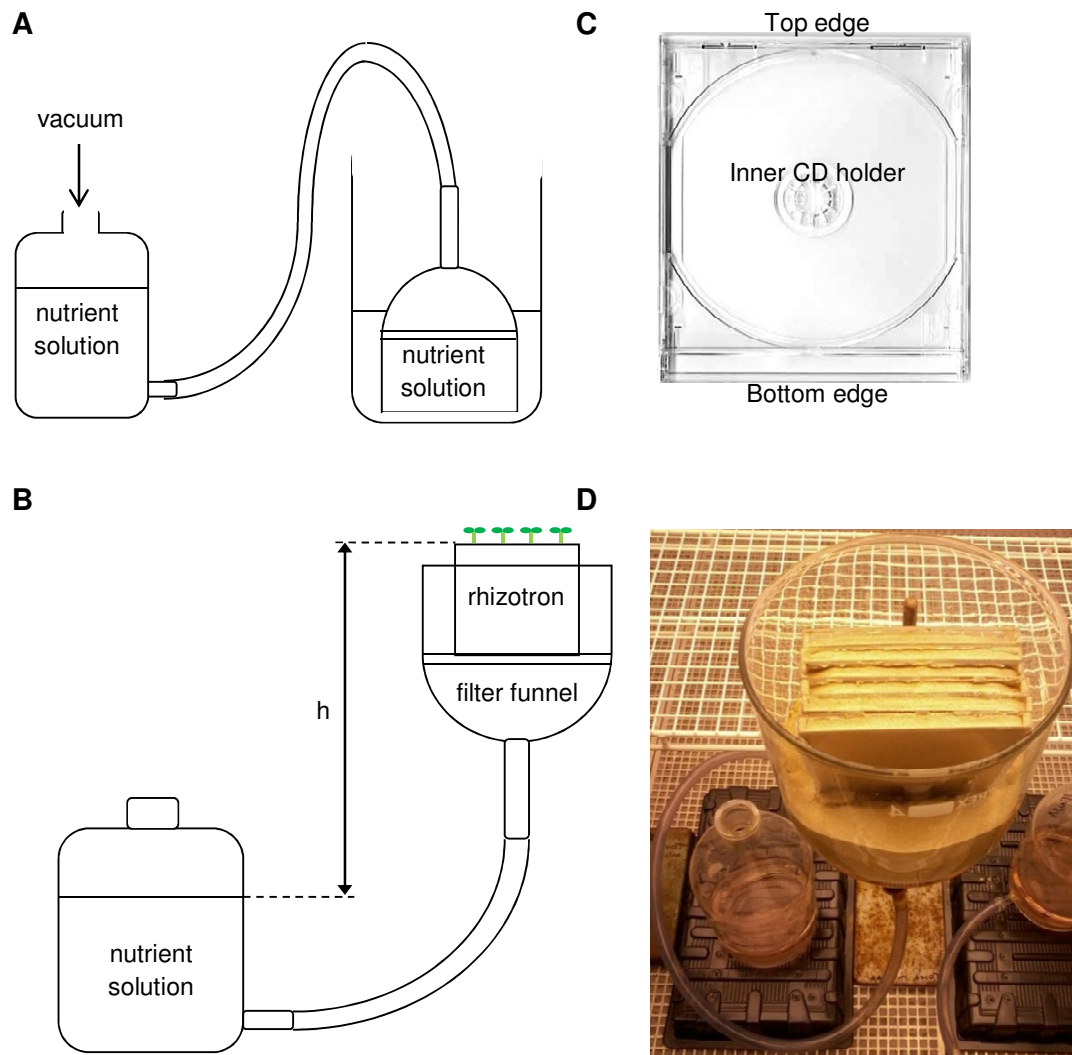 A
vacuum
nutrient
solution
nutrient
solution
C
Top edge
Inner CD holder
Bottom edge
B
h
rhizotron
filter funnel
nutrient
solution
D